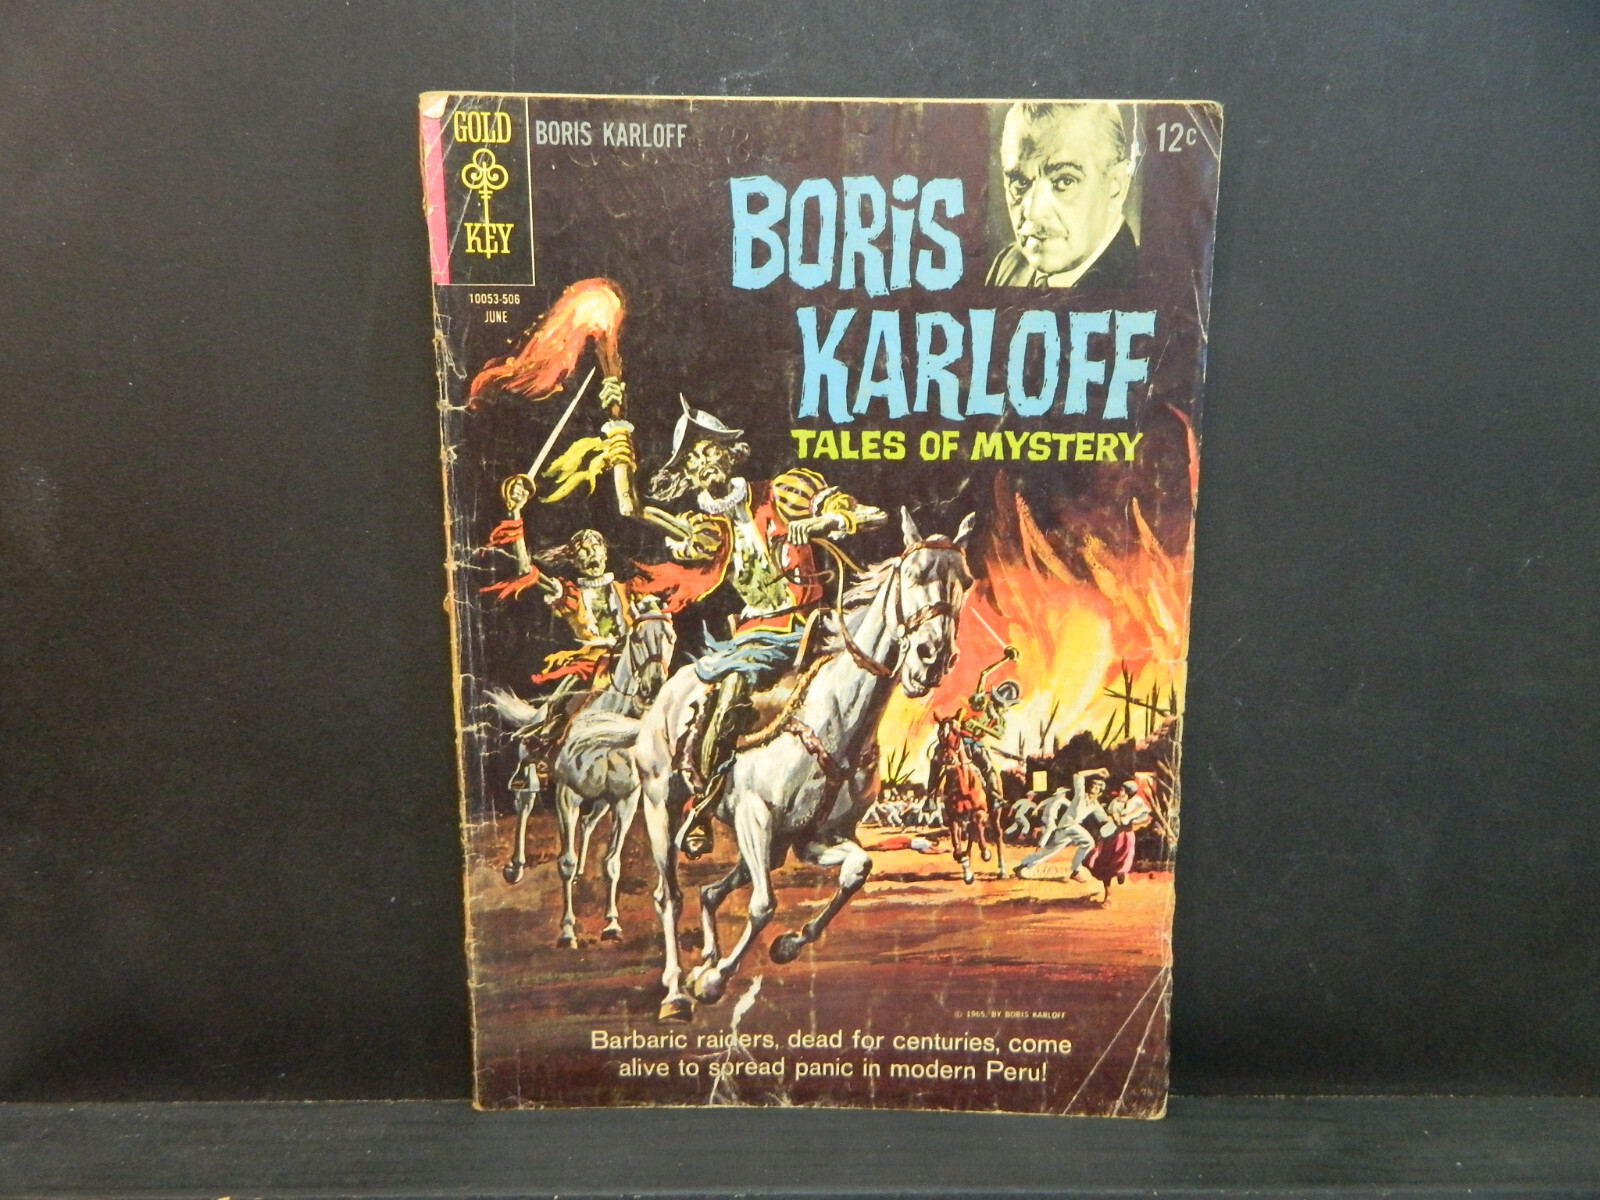 GOLD
KEY
BORIS KARLOFF
12c
10053-506
JUNE
BORiS
KARLOFF
TALES OF MYSTERY
© 1965, BY BORIS KARLOFF
Barbaric raiders, dead for centuries, come
alive to spread panic in modern Peru!